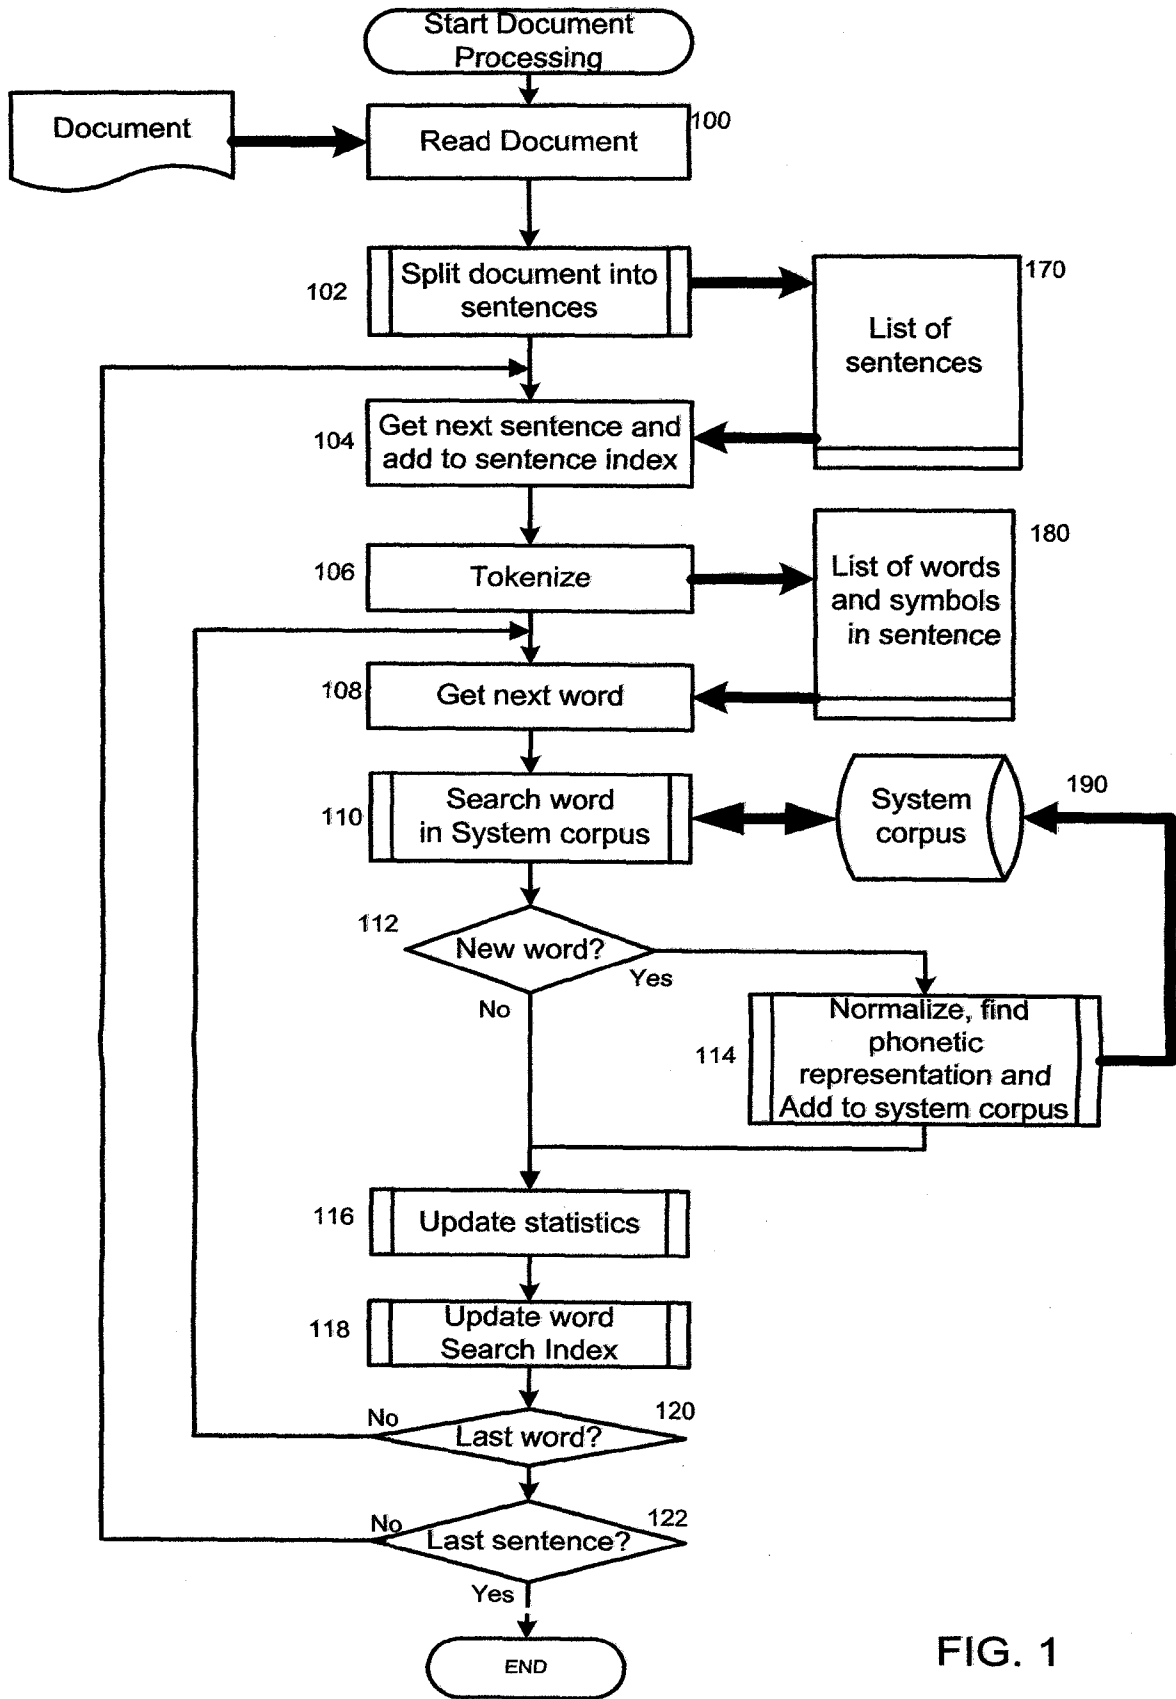 Start Document
Processing
Document
Read Document
100
102
Split document into
sentences
170
List of
sentences
104
Get next sentence and
add to sentence index
106
Tokenize
180
List of words
and symbols
in sentence
108
Get next word
110
Search word
in System corpus
System
corpus
190
112
New word?
Yes
No
114
Normalize, find
phonetic
representation and
Add to system corpus
116
Update statistics
118
Update word
Search Index
No
120
Last word?
No
122
Last sentence?
Yes
END
FIG. 1